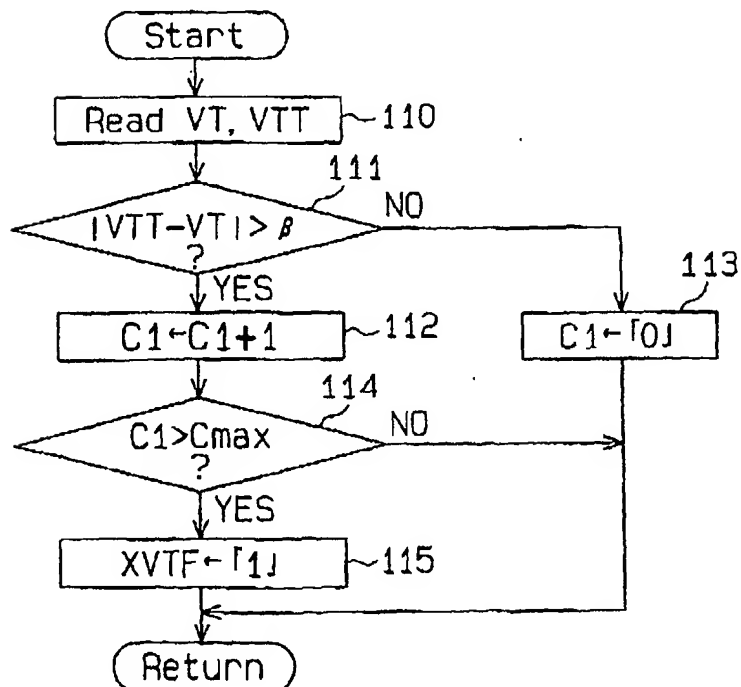 Start
Read VT, VTT
110
111
|VTT-VT|> β
?
NO
YES
113
C1←C1+1
112
C1←「0」
114
C1>Cmax
?
NO
YES
XVTF←「1」
115
Return